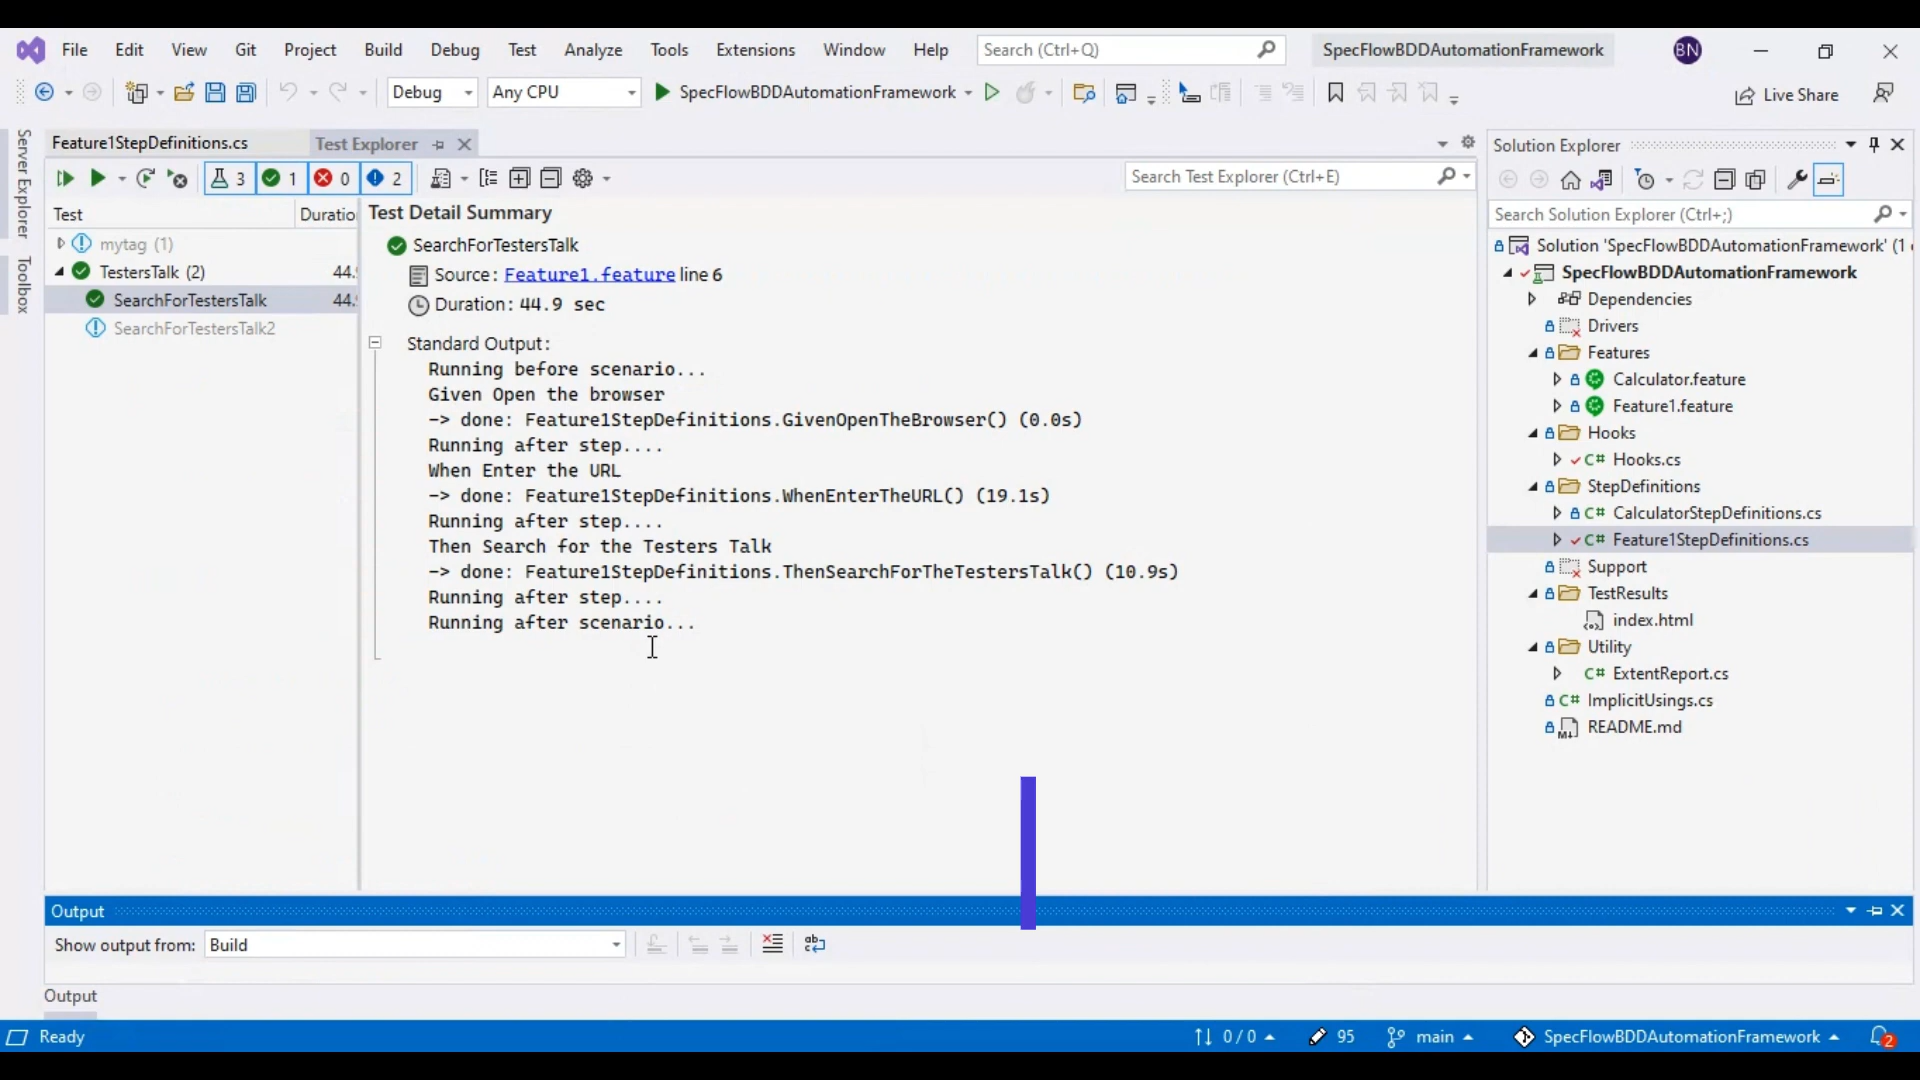 File Edit View Git Project Build Debug Test Analyze Tools Extensions Window Help Search (Ctrl+Q) SpecFlowBDDAutomationFramework BN
Debug Any CPU SpecFlowBDDAutomationFramework Live Share
Server Explorer
Toolbox
Feature1StepDefinitions.cs Test Explorer
3 1 0 2 Search Test Explorer (Ctrl+E)
Test Duratio
mytag (1)
TestersTalk (2) 44.
SearchForTestersTalk 44.
SearchForTestersTalk2
Test Detail Summary
SearchForTestersTalk
Source: Feature1.feature line 6
Duration: 44.9 sec
Standard Output:
Running before scenario...
Given Open the browser
-> done: Feature1StepDefinitions.GivenOpenTheBrowser() (0.0s)
Running after step....
When Enter the URL
-> done: Feature1StepDefinitions.WhenEnterTheURL() (19.1s)
Running after step....
Then Search for the Testers Talk
-> done: Feature1StepDefinitions.ThenSearchForTheTestersTalk() (10.9s)
Running after step....
Running after scenario...
Solution Explorer
Search Solution Explorer (Ctrl+;)
Solution 'SpecFlowBDDAutomationFramework' (1
SpecFlowBDDAutomationFramework
Dependencies
Drivers
Features
Calculator.feature
Feature1.feature
Hooks
C# Hooks.cs
StepDefinitions
C# CalculatorStepDefinitions.cs
C# Feature1StepDefinitions.cs
Support
TestResults
index.html
Utility
C# ExtentReport.cs
C# ImplicitUsings.cs
README.md
Output
Show output from: Build
Output
Ready 0 / 0 95 main SpecFlowBDDAutomationFramework 2